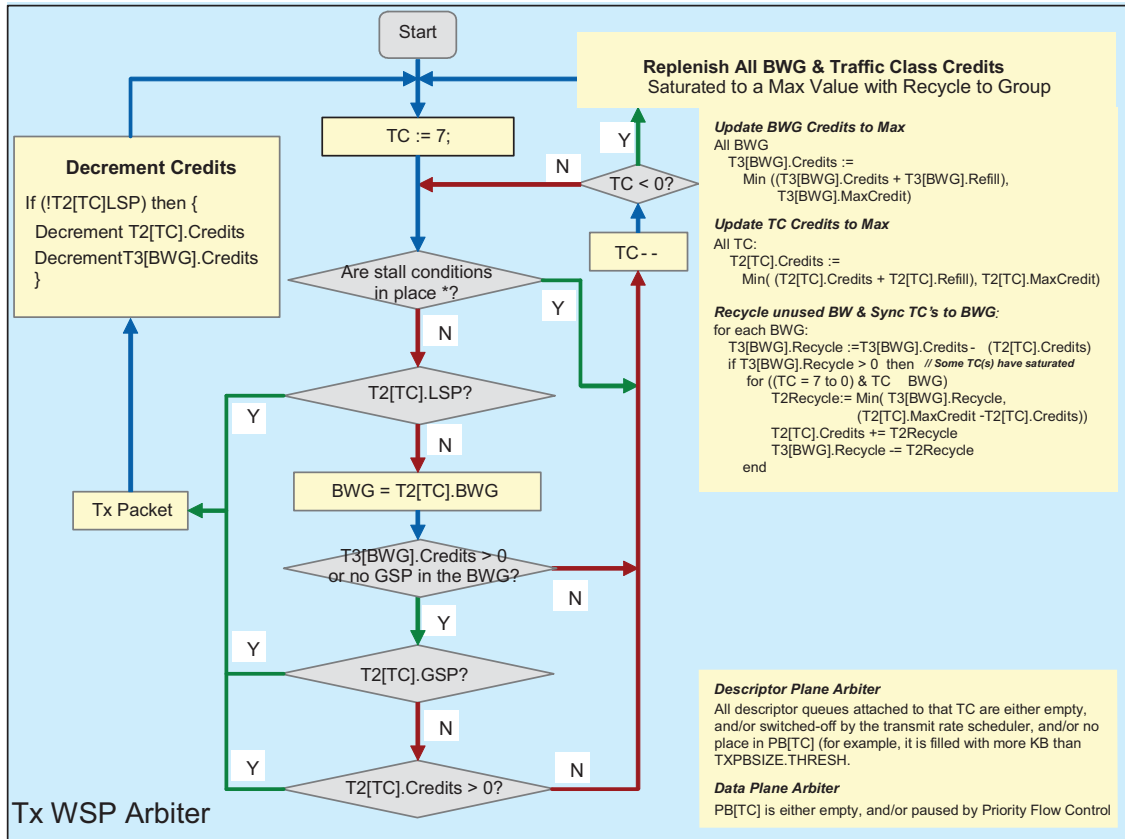 Start
Replenish All BWG & Traffic Class Credits
Saturated to a Max Value with Recycle to Group
TC := 7;
Decrement Credits
If (!T2[TC]LSP) then {
Decrement T2[TC].Credits
DecrementT3[BWG].Credits
}
Y
N
TC < 0?
TC - -
Are stall conditions
in place *?
Y
N
T2[TC].LSP?
Y
N
BWG = T2[TC].BWG
Tx Packet
T3[BWG].Credits > 0
or no GSP in the BWG?
N
Y
Y
T2[TC].GSP?
N
Y
N
T2[TC].Credits > 0?
Tx WSP Arbiter
Update BWG Credits to Max
All BWG
T3[BWG].Credits :=
Min ((T3[BWG].Credits + T3[BWG].Refill),
T3[BWG].MaxCredit)
Update TC Credits to Max
All TC:
T2[TC].Credits :=
Min( (T2[TC].Credits + T2[TC].Refill), T2[TC].MaxCredit)
Recycle unused BW & Sync TC's to BWG;
for each BWG:
T3[BWG].Recycle :=T3[BWG].Credits - (T2[TC].Credits)
if T3[BWG].Recycle > 0 then // Some TC(s) have saturated
for ((TC = 7 to 0) & TC BWG)
T2Recycle:= Min( T3[BWG].Recycle,
(T2[TC].MaxCredit -T2[TC].Credits))
T2[TC].Credits += T2Recycle
T3[BWG].Recycle -= T2Recycle
end
Descriptor Plane Arbiter
All descriptor queues attached to that TC are either empty,
and/or switched-off by the transmit rate scheduler, and/or no
place in PB[TC] (for example, it is filled with more KB than
TXPBSIZE.THRESH.
Data Plane Arbiter
PB[TC] is either empty, and/or paused by Priority Flow Control